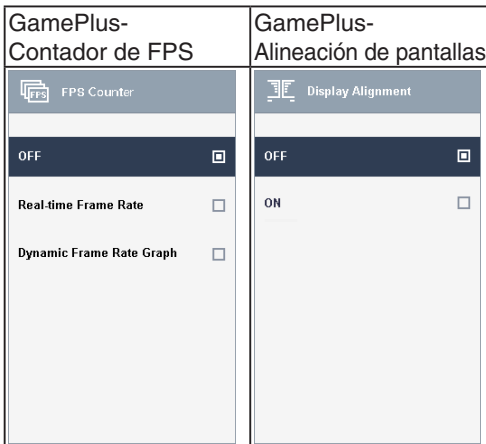 GamePlus-
Contador de FPS
FPS
FPS Counter
OFF
Real-time Frame Rate
Dynamic Frame Rate Graph
GamePlus-
Alineación de pantallas
Display Alignment
OFF
ON